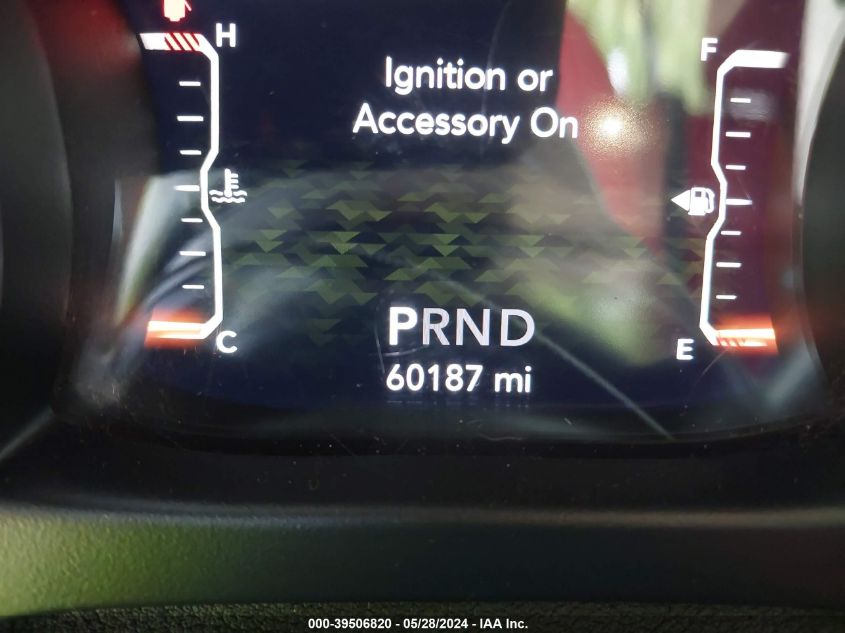 H
F
Ignition or
Accessory On
PRND
C
E
60187 mi
000-39506820 - 05/28/2024 - IAA Inc.